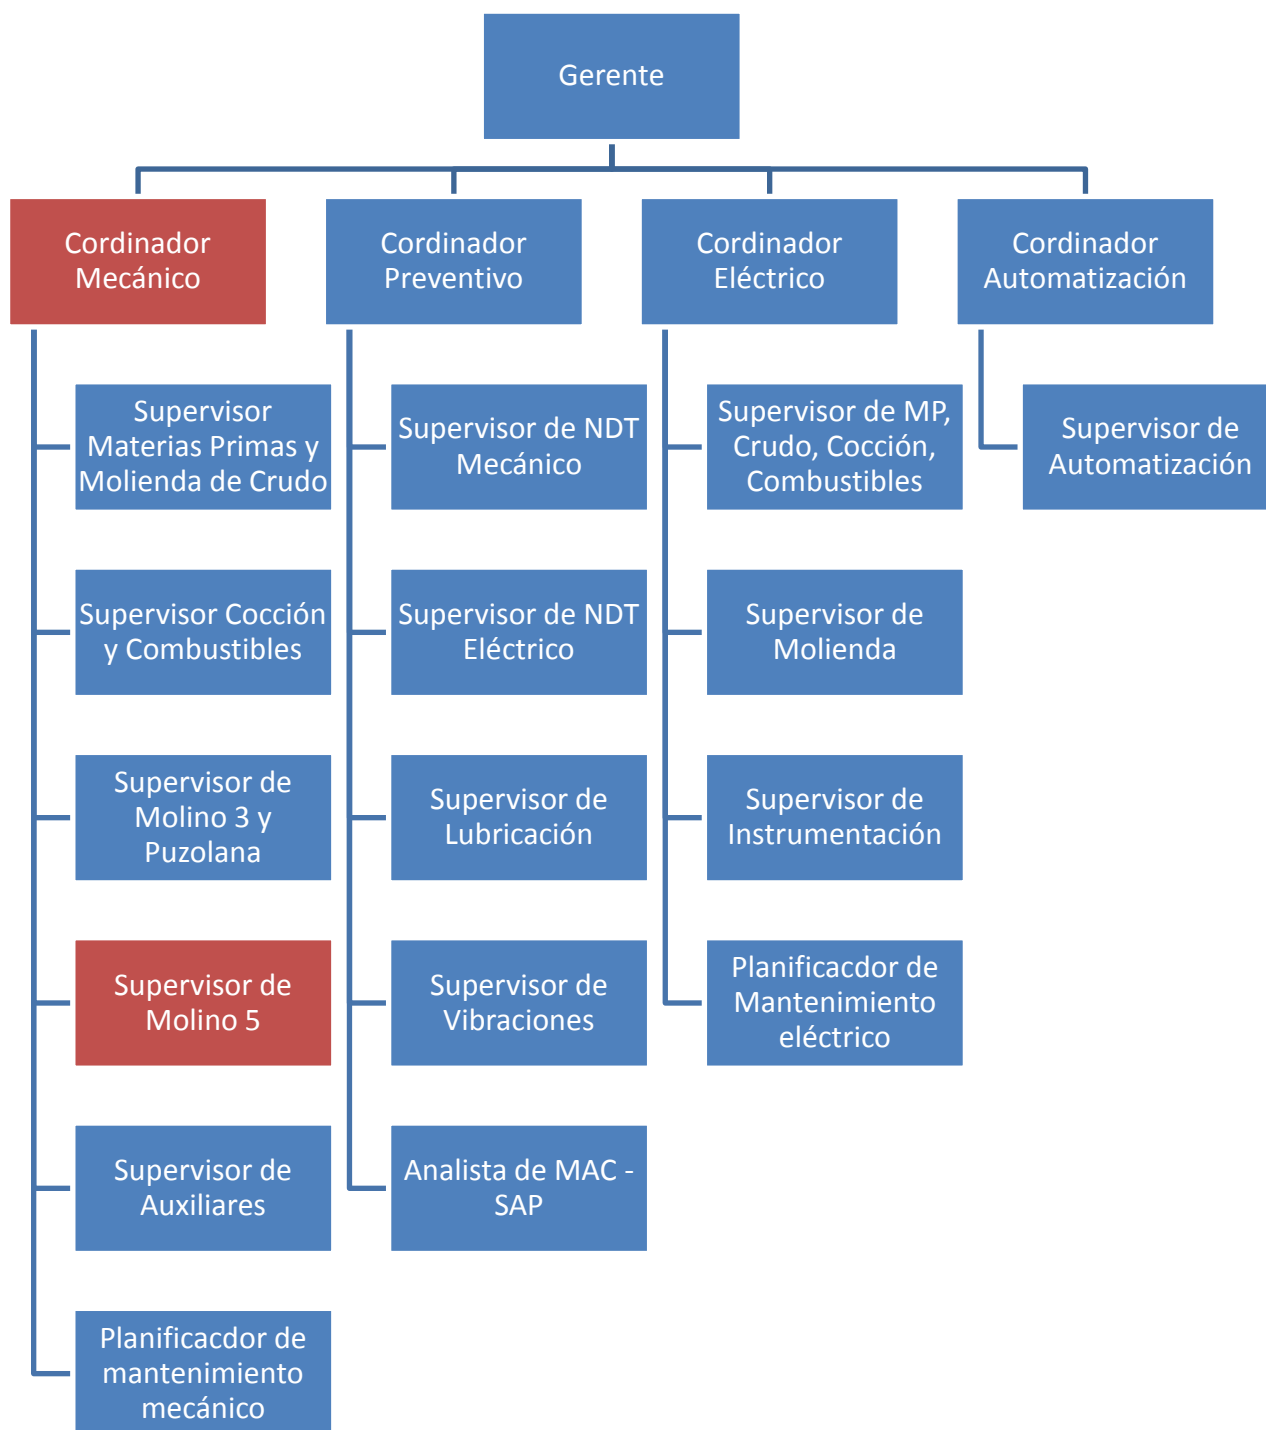 Gerente
Cordinador
Mecánico
Cordinador
Preventivo
Cordinador
Eléctrico
Cordinador
Automatización
Supervisor
Materias Primas y
Molienda de Crudo
Supervisor Cocción
y Combustibles
Supervisor de
Molino 3 y
Puzolana
Supervisor de
Molino 5
Supervisor de
Auxiliares
Planificacdor de
mantenimiento
mecánico
Supervisor de NDT
Mecánico
Supervisor de NDT
Eléctrico
Supervisor de
Lubricación
Supervisor de
Vibraciones
Analista de MAC -
SAP
Supervisor de MP,
Crudo, Cocción,
Combustibles
Supervisor de
Molienda
Supervisor de
Instrumentación
Planificacdor de
Mantenimiento
eléctrico
Supervisor de
Automatización